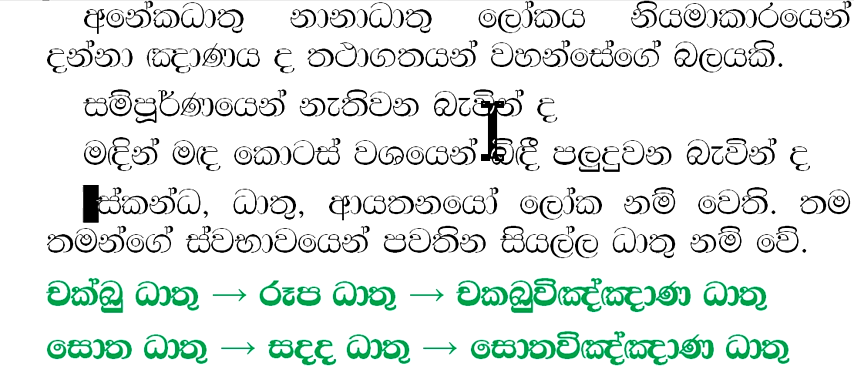 අනේකධාතු නානාධාතු ලෝකය නියමාකාරයෙන්
දන්නා ඤාණය ද තථාගතයන් වහන්සේගේ බලයකි.
සම්පූර්ණයෙන් නැතිවන බැවින් ද
මඳින් මඳ කොටස් වශයෙන් බිඳී පලුදුවන බැවින් ද
ස්කන්ධ, ධාතු, ආයතනයෝ ලෝක නම් වෙති. තම
තමන්ගේ ස්වභාවයෙන් පවතින සියල්ල ධාතු නම් වේ.
චක්ඛු ධාතු → රූප ධාතු → චකඛුවිඤ්ඤාණ ධාතු
සොත ධාතු → සදද ධාතු → සොතවිඤ්ඤාණ ධාතු